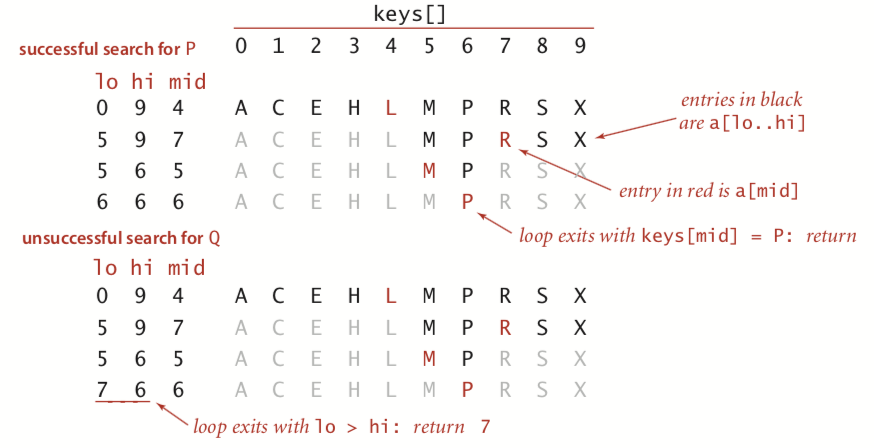 keys[]
successful search for P 0 1 2 3 4 5 6 7 8 9
lo hi mid
0 9 4 A C E H L M P R S X
5 9 7 A C E H L M P R S X
5 6 5 A C E H L M P R S X
6 6 6 A C E H L M P R S X
entries in black
are a[lo..hi]
entry in red is a[mid]
loop exits with keys[mid] = P: return
unsuccessful search for Q
lo hi mid
0 9 4 A C E H L M P R S X
5 9 7 A C E H L M P R S X
5 6 5 A C E H L M P R S X
7 6 6 A C E H L M P R S X
loop exits with lo > hi: return 7